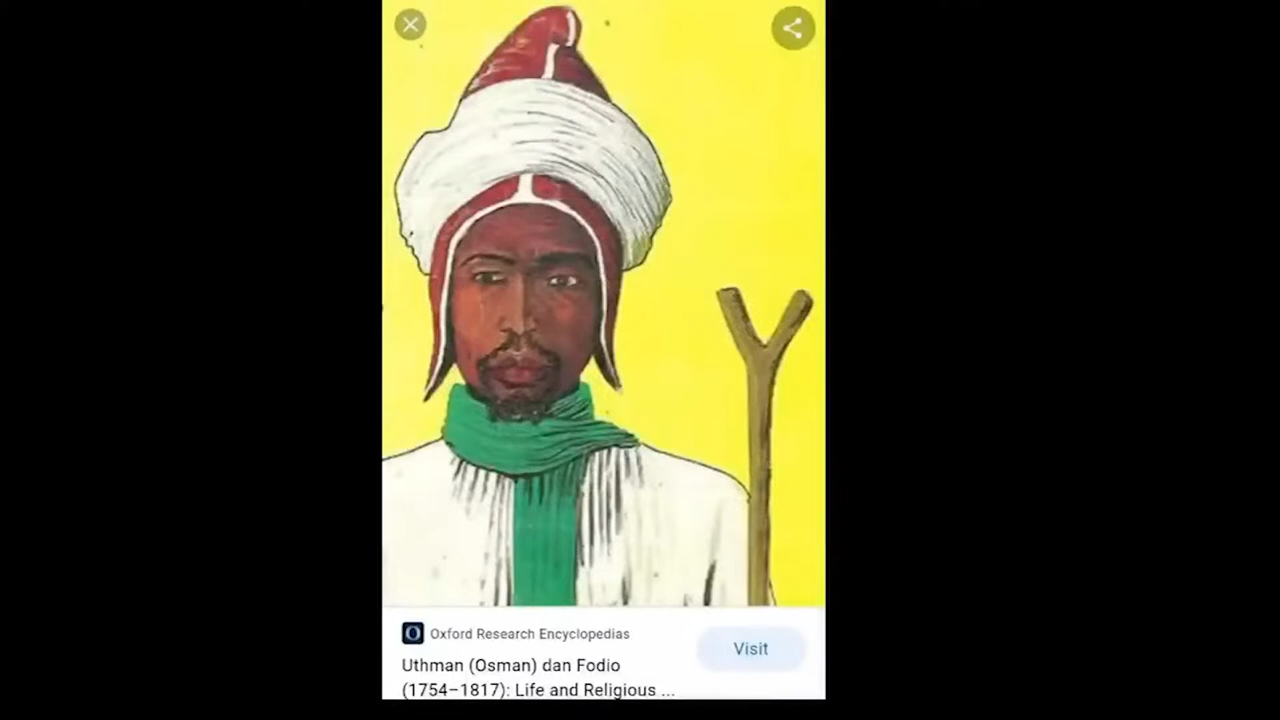 Oxford Research Encyclopedias
Visit
Uthman (Osman) dan Fodio
(1754–1817): Life and Religious ...